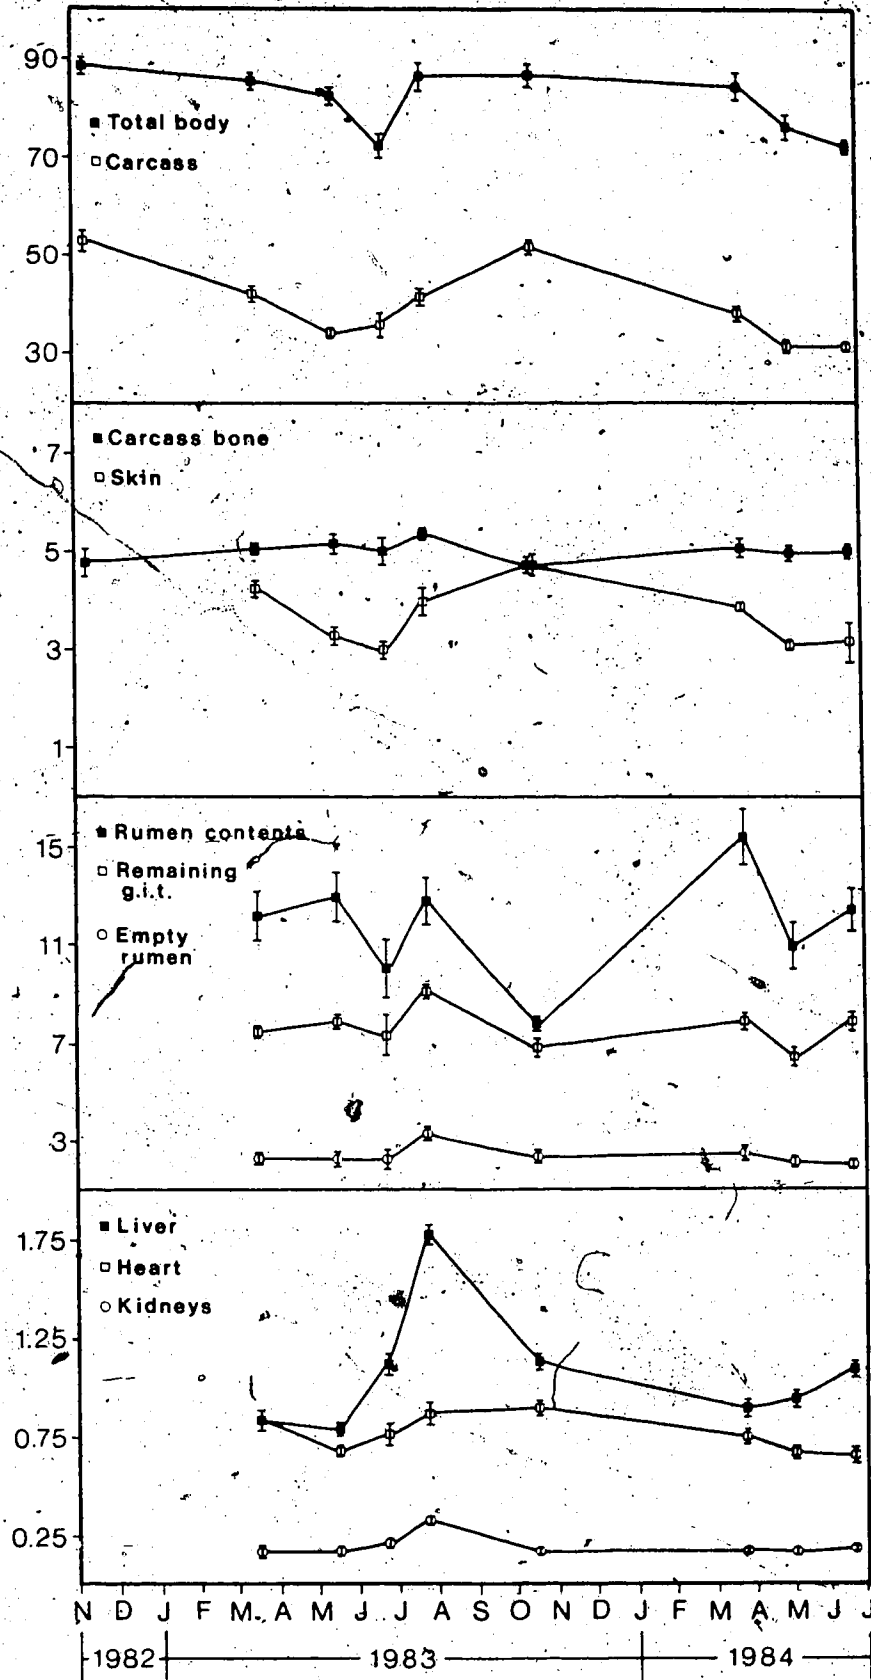 90
■ Total body
70
□ Carcass
50
30
■ Carcass bone
7
□ Skin
5
3
1
■ Rumen contents
15
□ Remaining
g.i.t.
11
○ Empty
rumen
7
3
■ Liver
1.75
□ Heart
○ Kidneys
1.25
0.75
0.25
N D J F M A M J J A S O N D J F M A M J J
1982 1983 1984